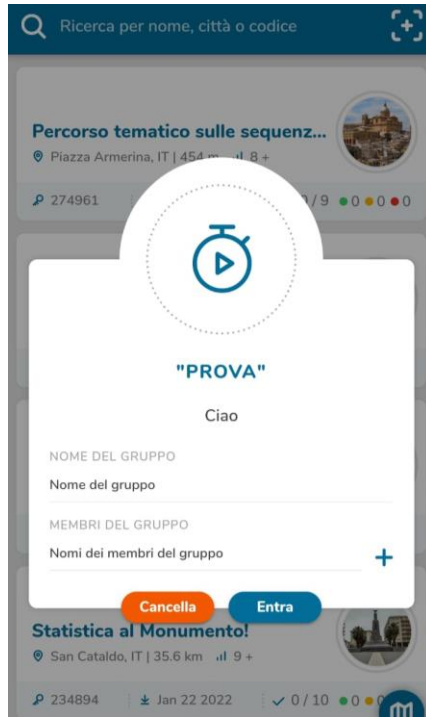 Ricerca per nome, città o codice
Percorso tematico sulle sequenz...
Piazza Armerina, IT | 454 m 8 +
274961 / 9 0 0 0
"PROVA"
Ciao
NOME DEL GRUPPO
Nome del gruppo
MEMBRI DEL GRUPPO
Nomi dei membri del gruppo +
Cancella Entra
Statistica al Monumento!
San Cataldo, IT | 35.6 km 9 +
234894 Jan 22 2022 0 / 10 0